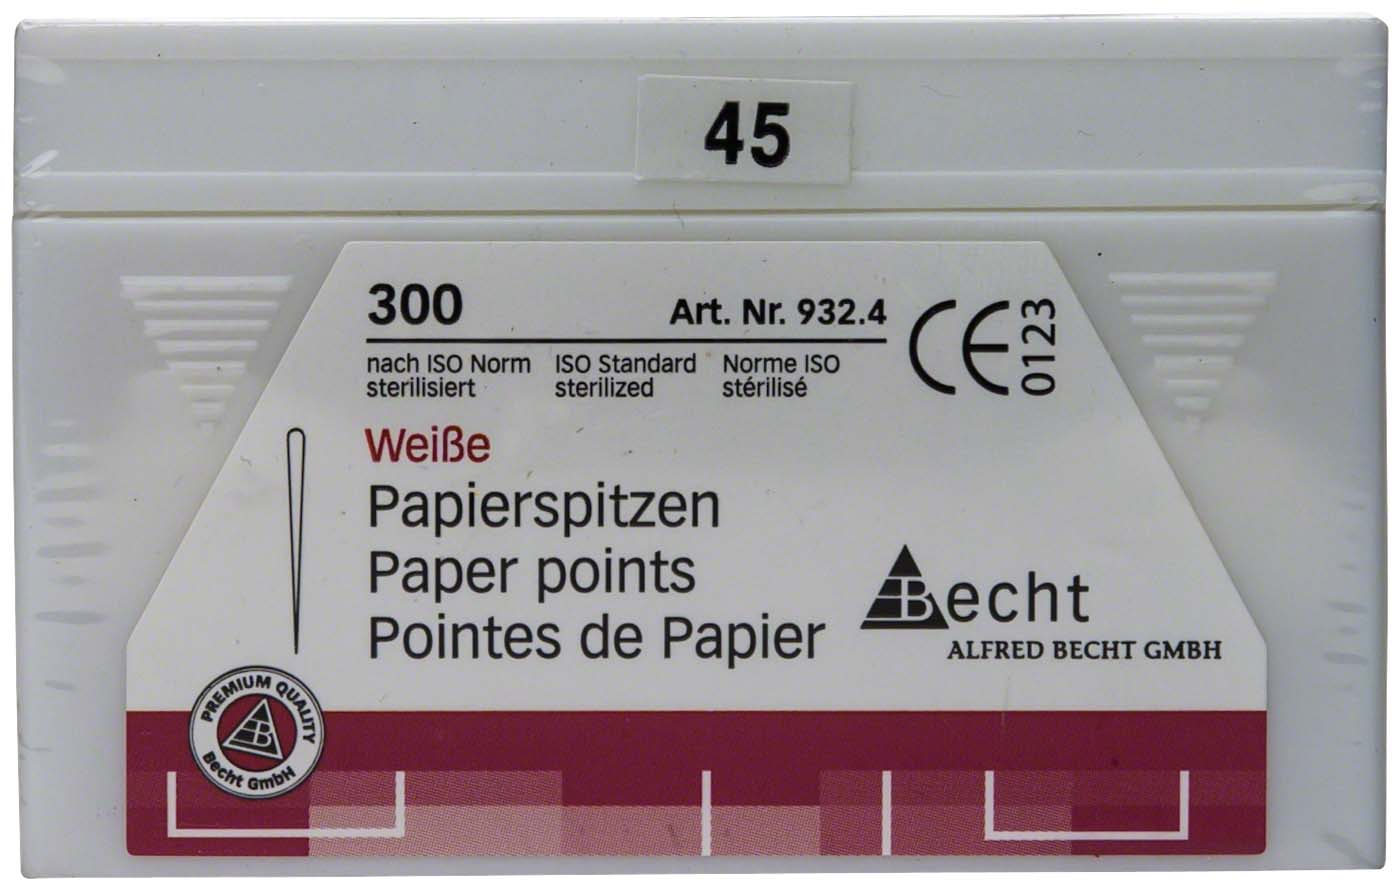 45
300
Art. Nr. 932.4
CE 0123
nach ISO Norm
sterilisiert
ISO Standard
sterilized
Norme ISO
stérilisé
Weiße
Papierspitzen
Paper points
Pointes de Papier
Becht
ALFRED BECHT GMBH
PREMIUM QUALITY
B
Becht GmbH